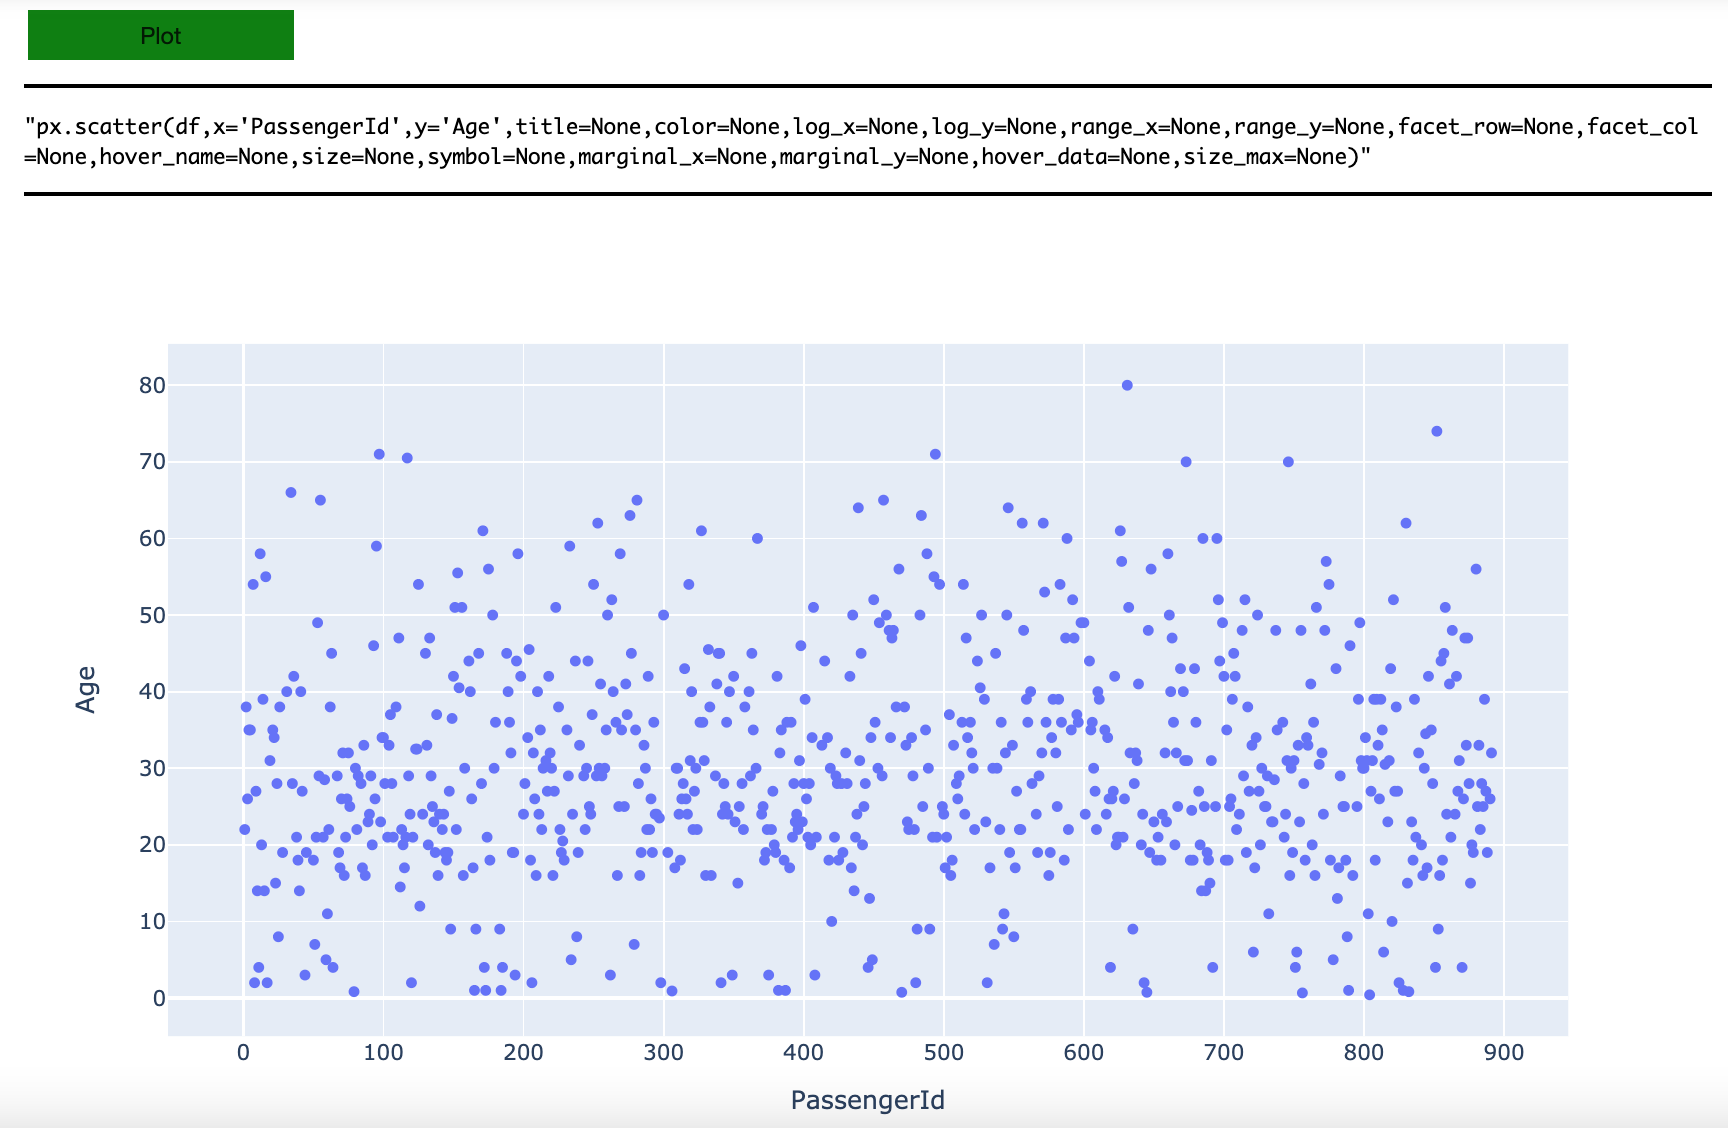 Plot
"px.scatter(df,x='PassengerId',y='Age',title=None,color=None,log_x=None,log_y=None,range_x=None,range_y=None,facet_row=None,facet_col
=None,hover_name=None,size=None,symbol=None,marginal_x=None,marginal_y=None,hover_data=None,size_max=None)"
80
70
60
50
40
30
20
10
0
Age
0 100 200 300 400 500 600 700 800 900
PassengerId